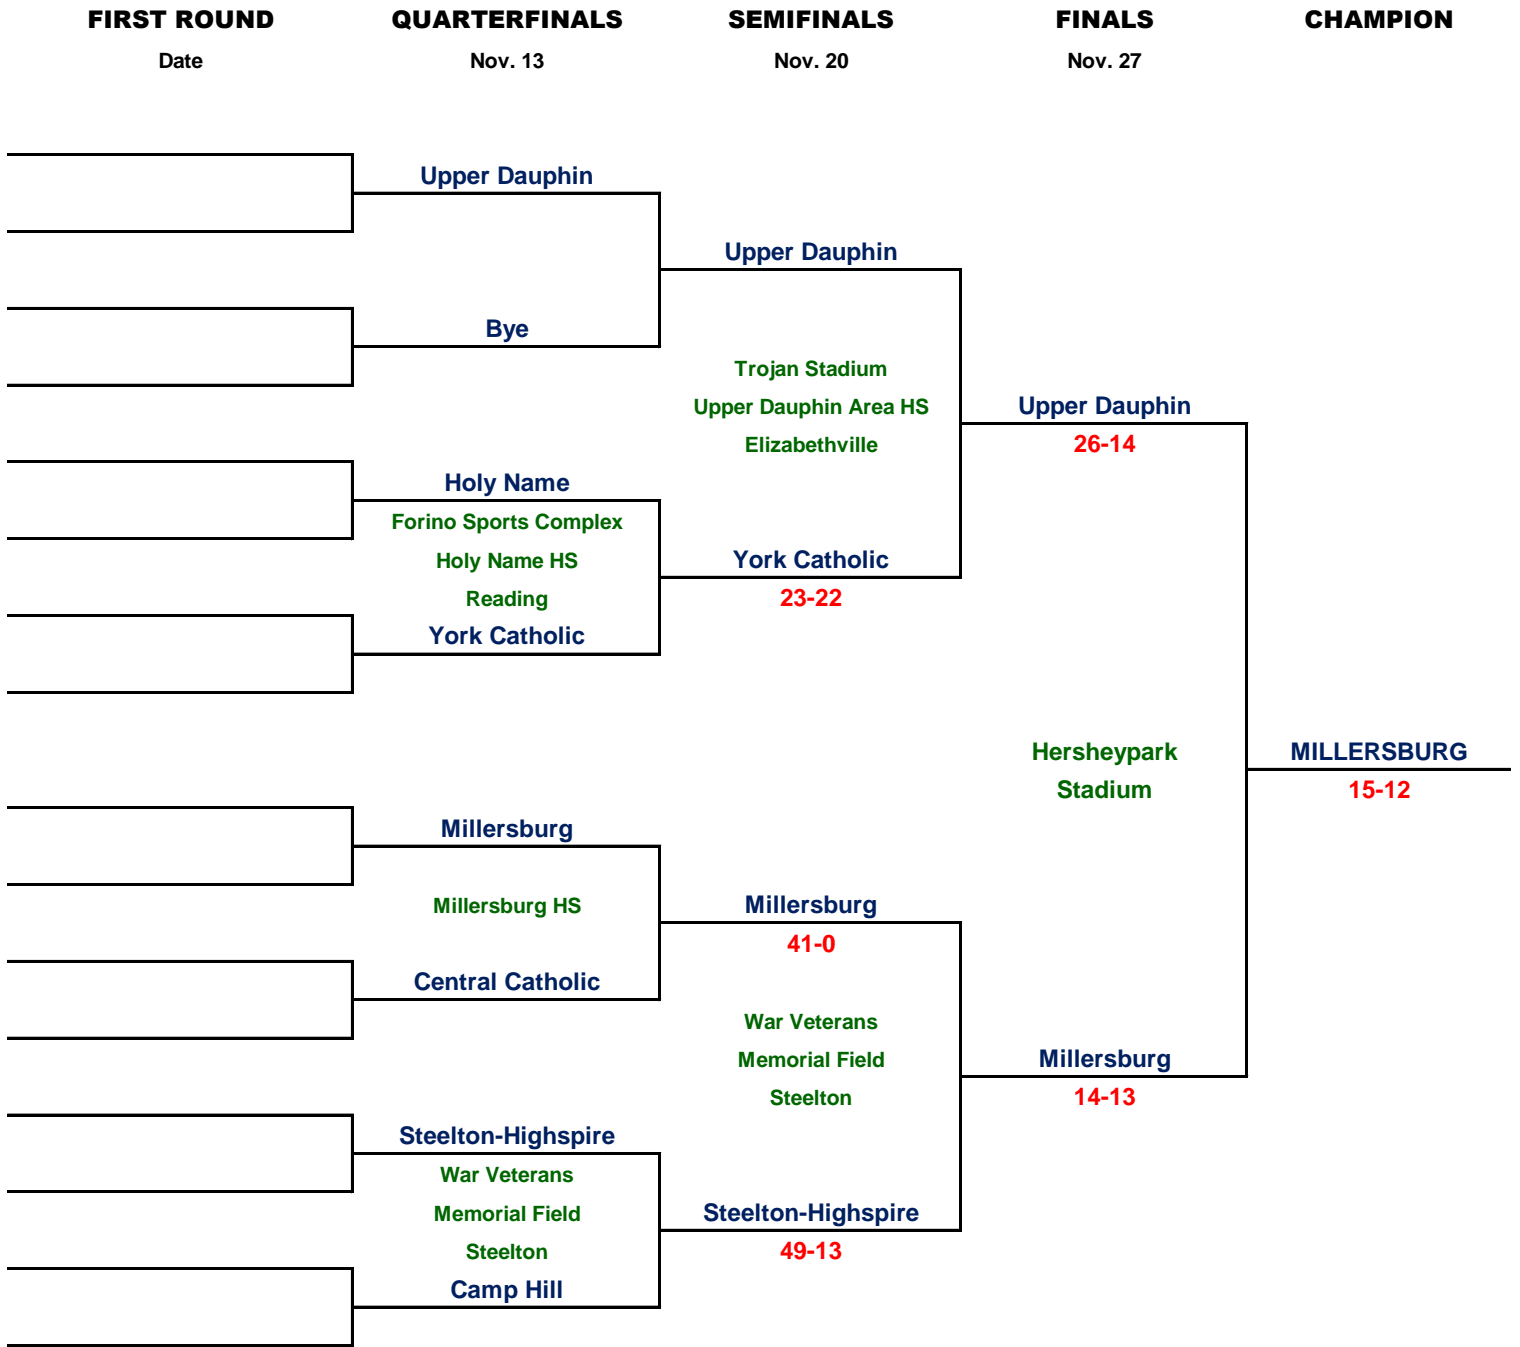 FIRST ROUND
QUARTERFINALS
SEMIFINALS
FINALS
CHAMPION
Date
Nov. 13
Nov. 20
Nov. 27
Upper Dauphin
Upper Dauphin
Bye
Trojan Stadium
Upper Dauphin Area HS
Elizabethville
Upper Dauphin
26-14
Holy Name
Forino Sports Complex
Holy Name HS
Reading
York Catholic
York Catholic
23-22
Hersheypark
Stadium
MILLERSBURG
15-12
Millersburg
Millersburg HS
Central Catholic
Millersburg
41-0
War Veterans
Memorial Field
Steelton
Millersburg
14-13
Steelton-Highspire
War Veterans
Memorial Field
Steelton
Camp Hill
Steelton-Highspire
49-13